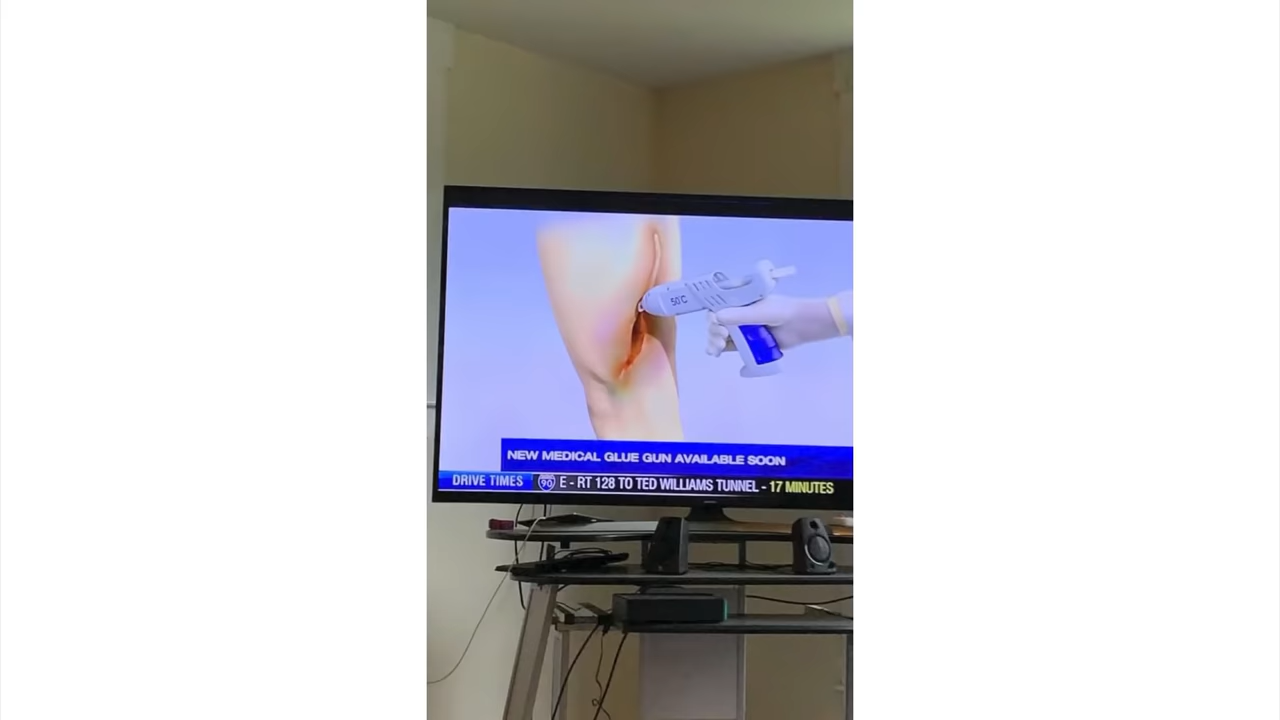 50°C
NEW MEDICAL GLUE GUN AVAILABLE SOON
DRIVE TIMES 90 E - RT 128 TO TED WILLIAMS TUNNEL - 17 MINUTES